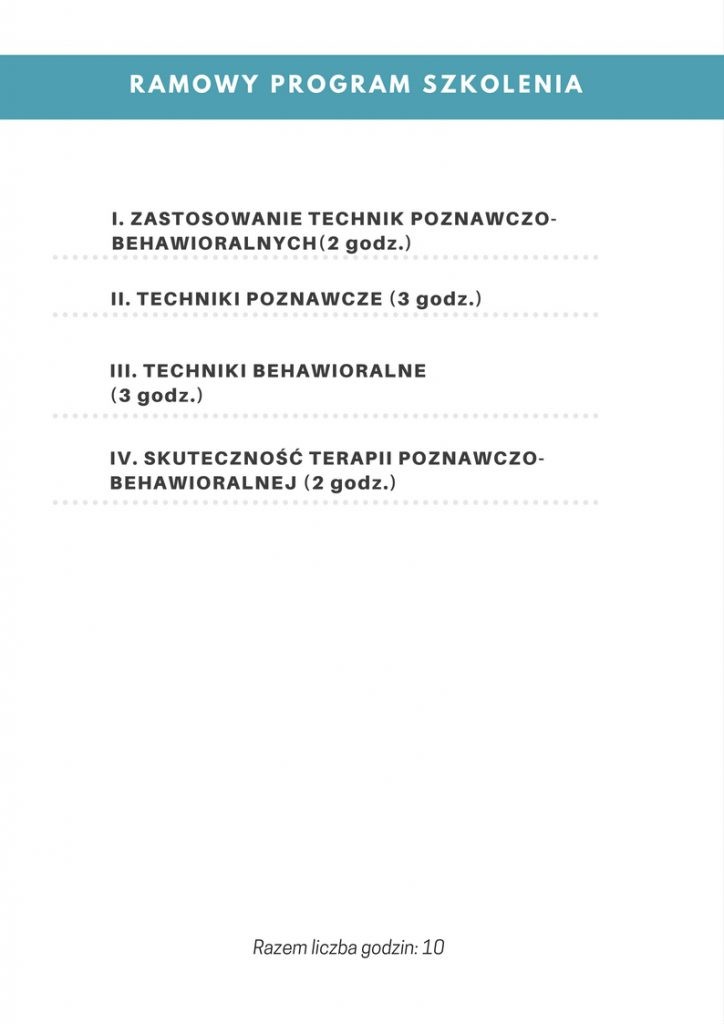 RAMOWY PROGRAM SZKOLENIA
I. ZASTOSOWANIE TECHNIK POZNAWCZO-
BEHAWIORALNYCH(2 godz.)
II. TECHNIKI POZNAWCZE (3 godz.)
III. TECHNIKI BEHAWIORALNE
(3 godz.)
IV. SKUTECZNOŚĆ TERAPII POZNAWCZO-
BEHAWIORALNEJ (2 godz.)
Razem liczba godzin: 10